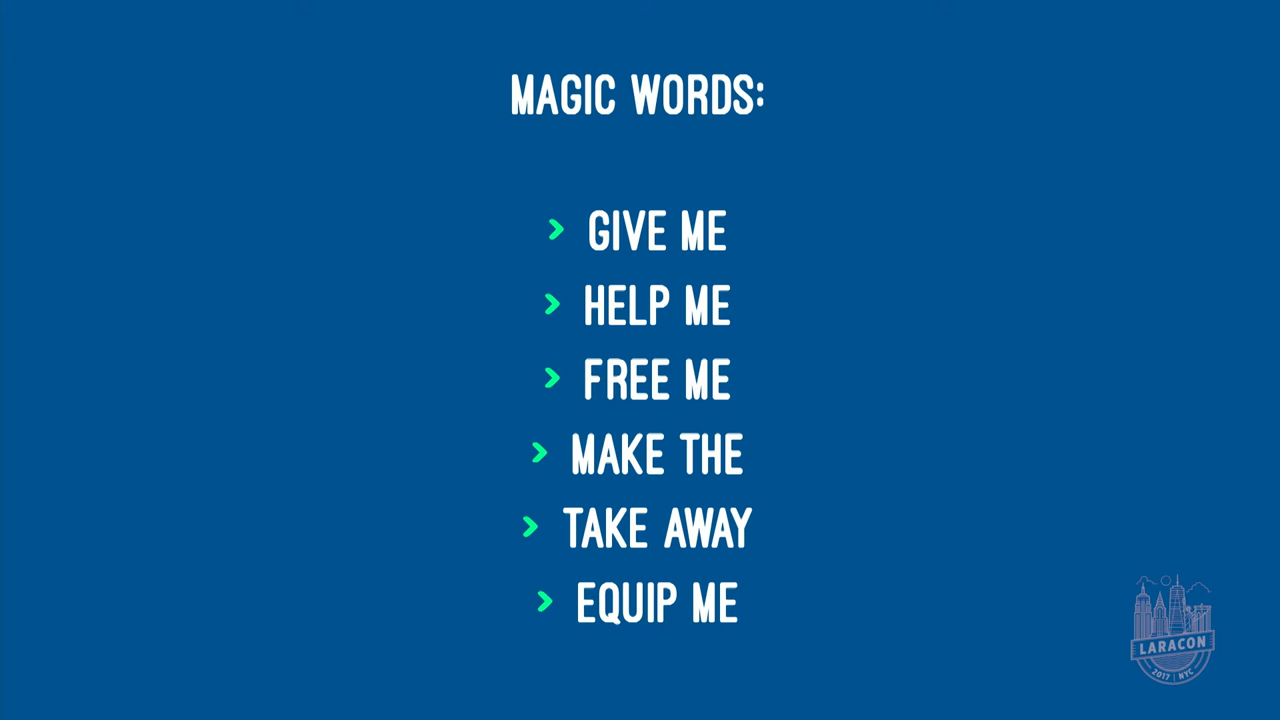 MAGIC WORDS:
> GIVE ME
> HELP ME
> FREE ME
> MAKE THE
> TAKE AWAY
> EQUIP ME
LARACON
2017 | NYC